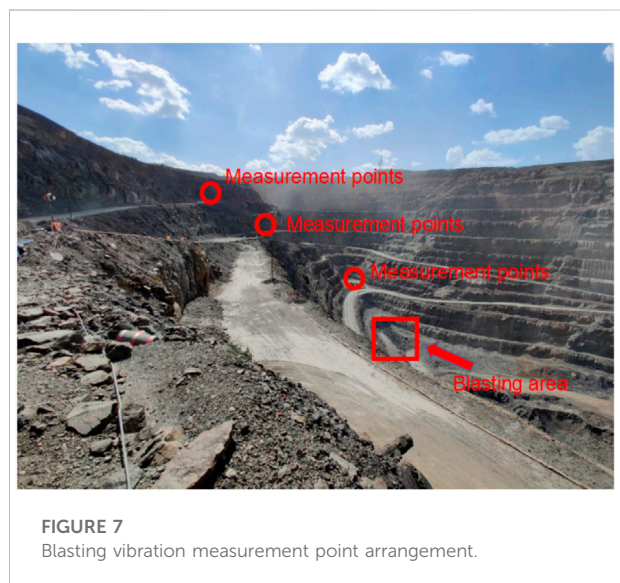 Measurement points
Measurement points
Measurement points
Blasting area
FIGURE 7
Blasting vibration measurement point arrangement.